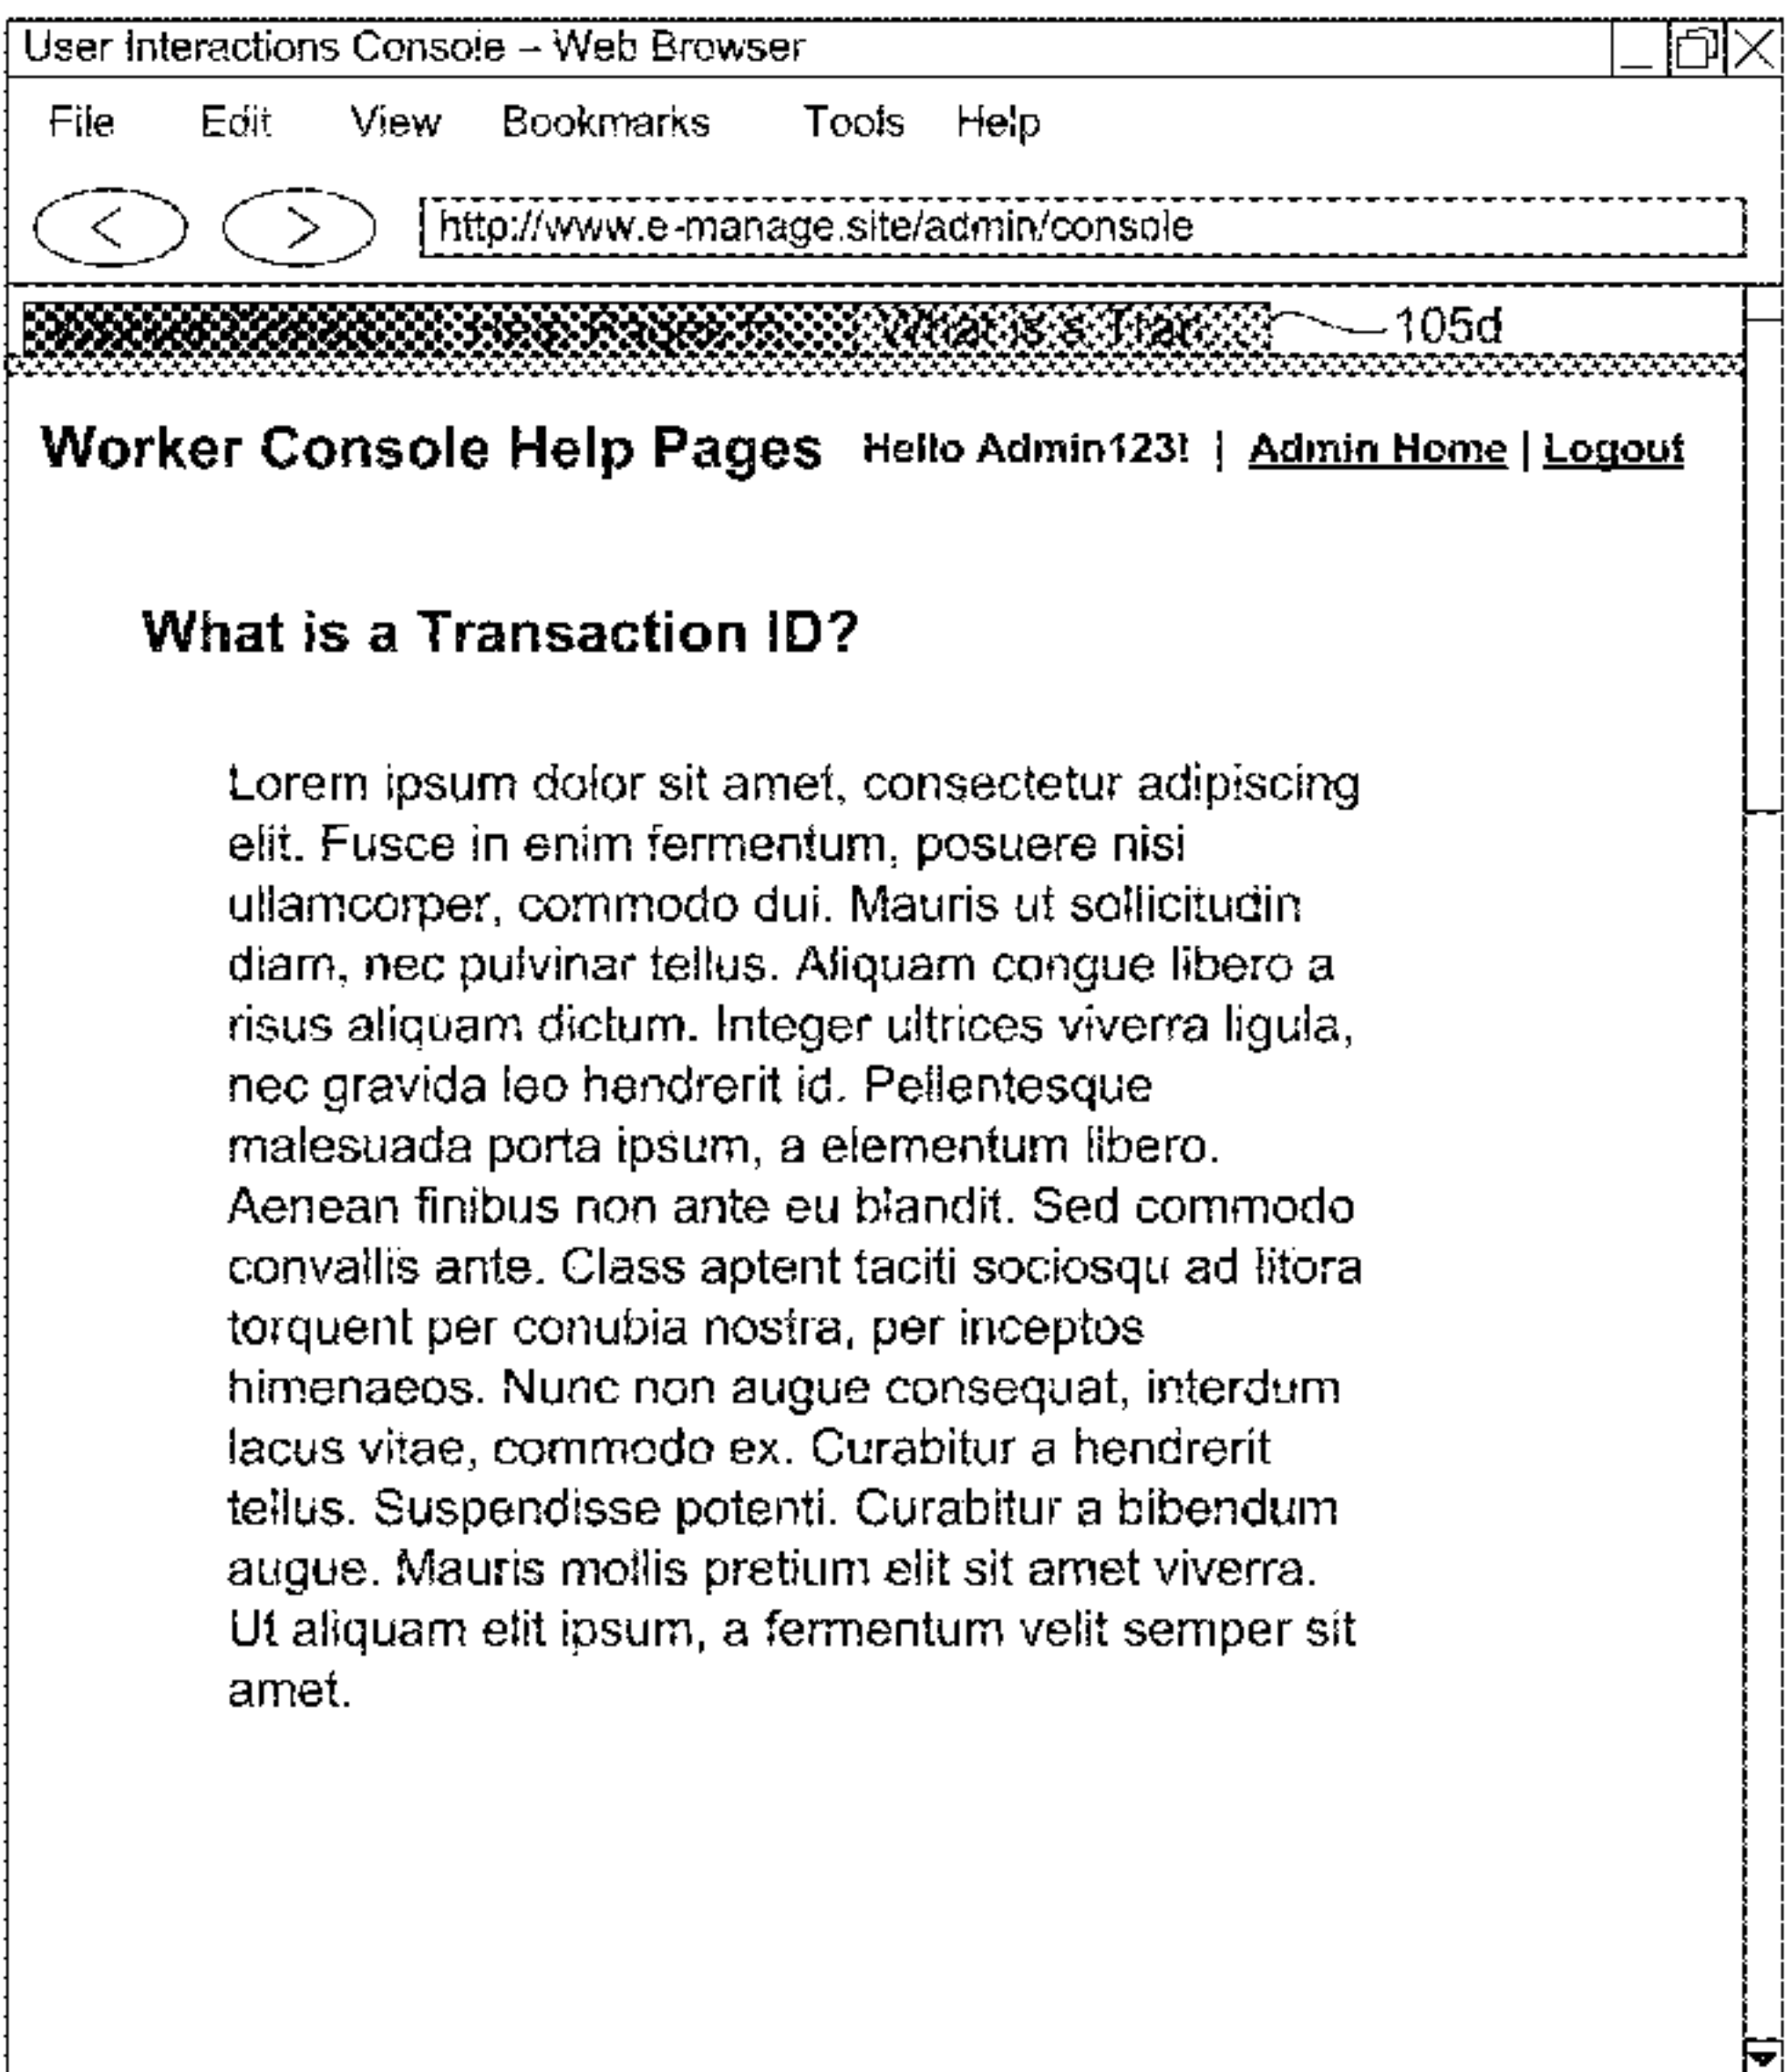 User Interactions Console – Web Browser
File Edit View Bookmarks Tools Help
http://www.e-manage.site/admin/console
What is a Tran... 105d
Worker Console Help Pages Hello Admin123! | Admin Home | Logout
What is a Transaction ID?
Lorem ipsum dolor sit amet, consectetur adipiscing
elit. Fusce in enim fermentum, posuere nisi
ullamcorper, commodo dui. Mauris ut sollicitudin
diam, nec pulvinar tellus. Aliquam congue libero a
risus aliquam dictum. Integer ultrices viverra ligula,
nec gravida leo hendrerit id. Pellentesque
malesuada porta ipsum, a elementum libero.
Aenean finibus non ante eu blandit. Sed commodo
convallis ante. Class aptent taciti sociosqu ad litora
torquent per conubia nostra, per inceptos
himenaeos. Nunc non augue consequat, interdum
lacus vitae, commodo ex. Curabitur a hendrerit
tellus. Suspendisse potenti. Curabitur a bibendum
augue. Mauris mollis pretium elit sit amet viverra.
Ut aliquam elit ipsum, a fermentum velit semper sit
amet.